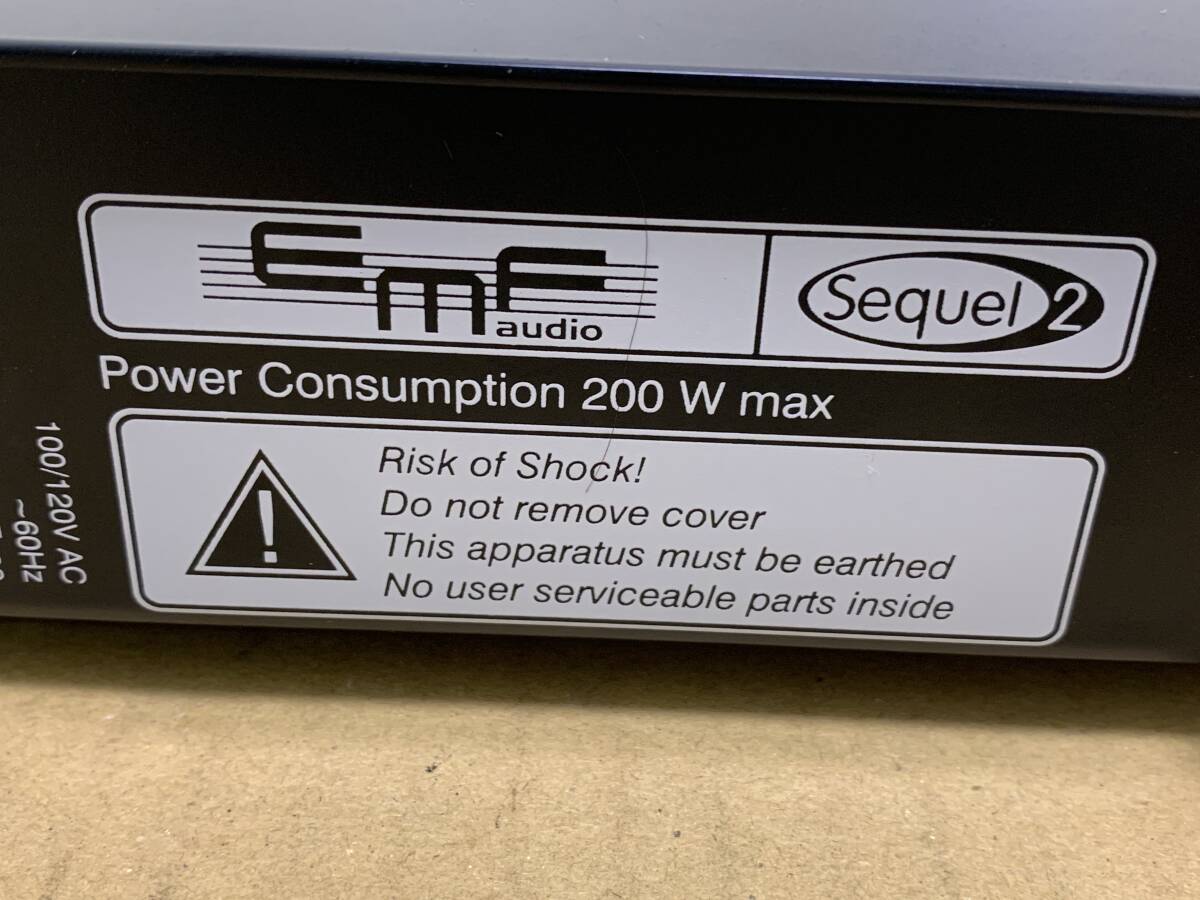 EMF
audio
Sequel 2
Power Consumption 200 W max
Risk of Shock!
Do not remove cover
This apparatus must be earthed
No user serviceable parts inside
100/120V AC
~60Hz